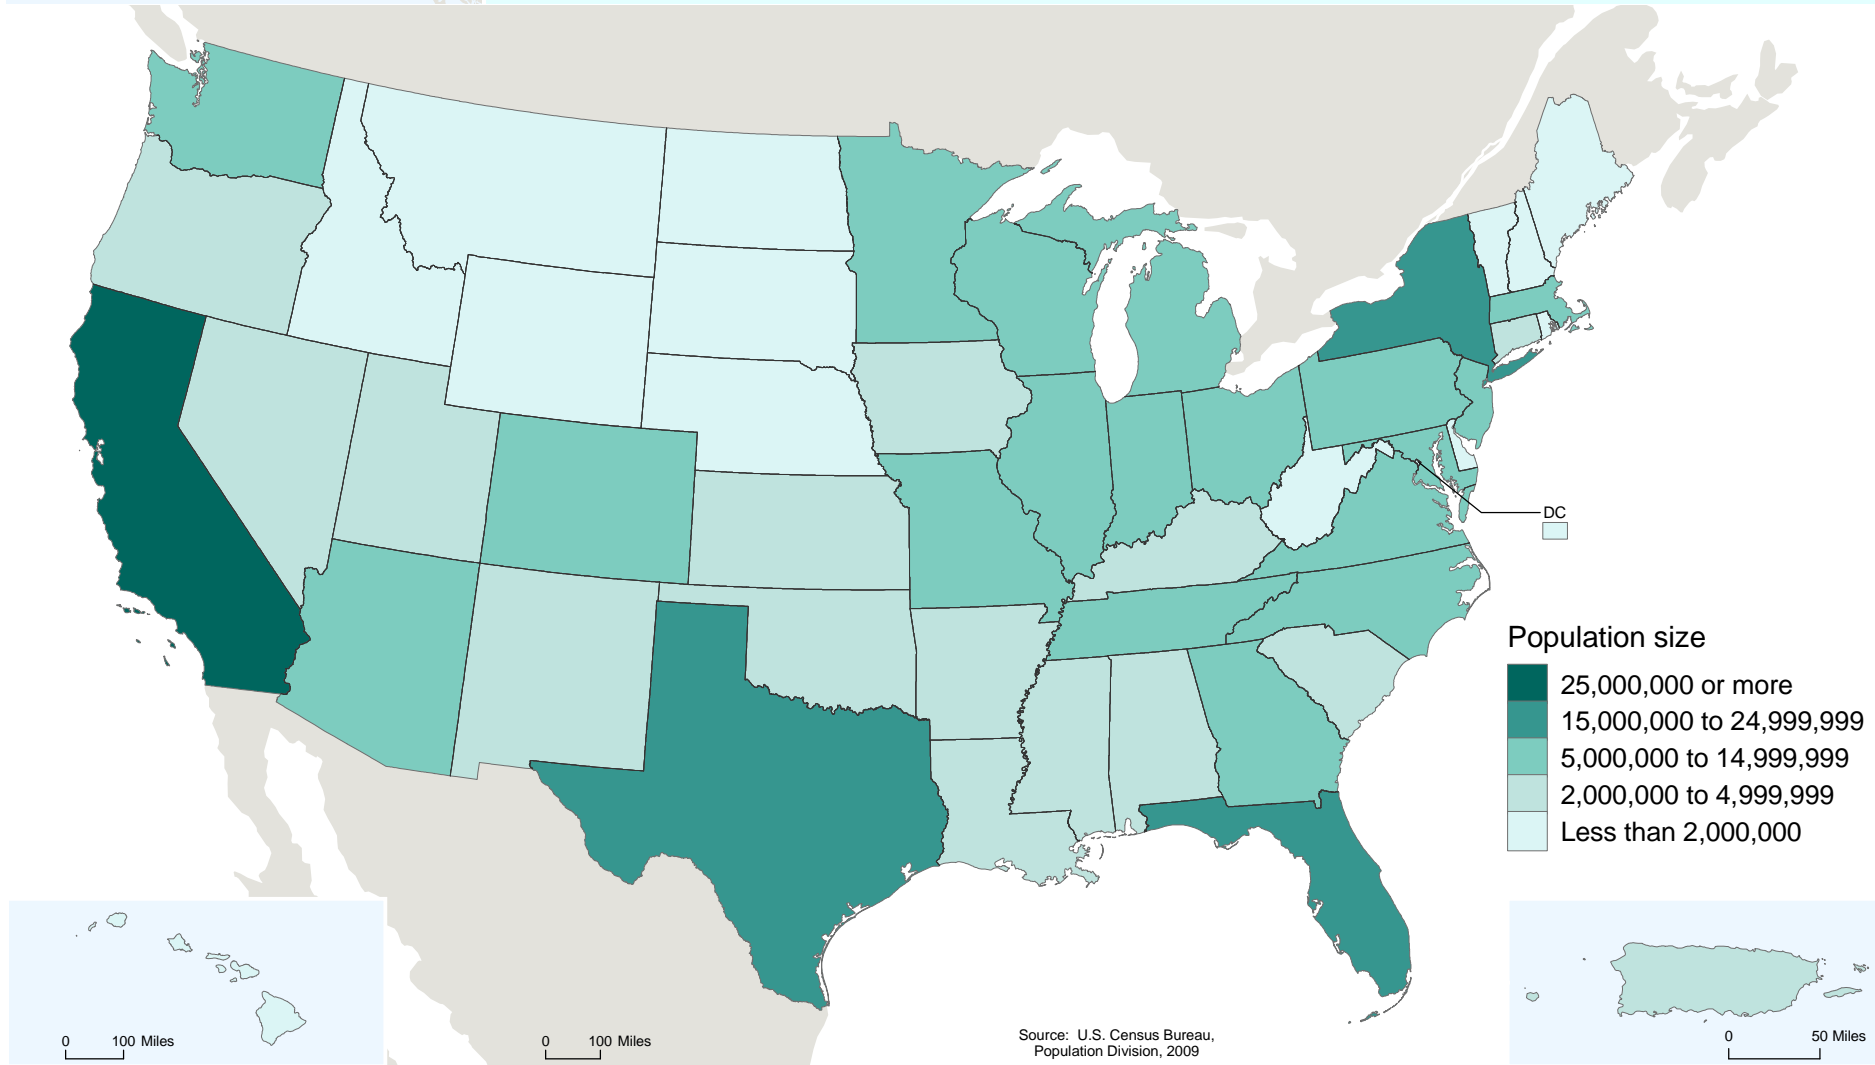 DC
Population size
25,000,000 or more
15,000,000 to 24,999,999
5,000,000 to 14,999,999
2,000,000 to 4,999,999
Less than 2,000,000
0 100 Miles
0 100 Miles
Source: U.S. Census Bureau,
Population Division, 2009
0 50 Miles